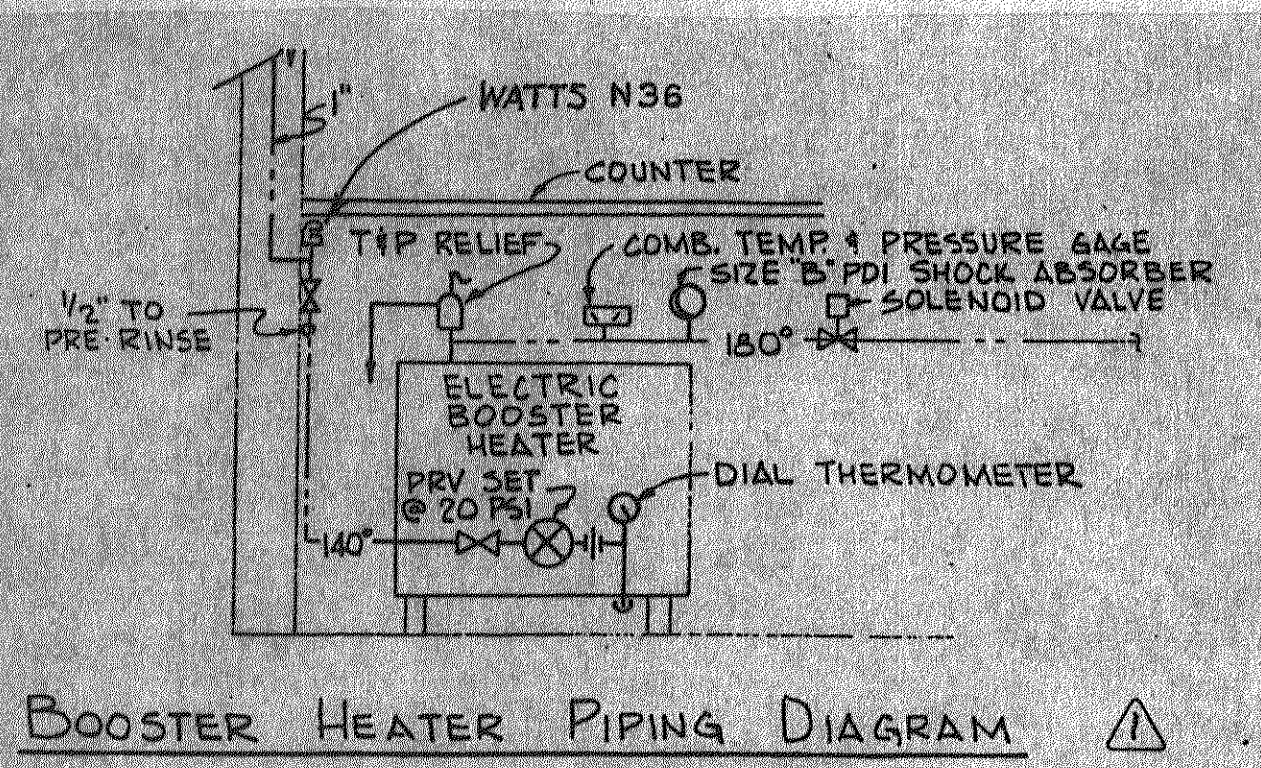 1"
WATTS N36
COUNTER
T&P RELIEF
COMB. TEMP. & PRESSURE GAGE
SIZE "B" PDI SHOCK ABSORBER
SOLENOID VALVE
1/2" TO
PRE-RINSE
180°
ELECTRIC
BOOSTER
HEATER
PRV SET
@ 20 PSI
DIAL THERMOMETER
140°
BOOSTER HEATER PIPING DIAGRAM
1